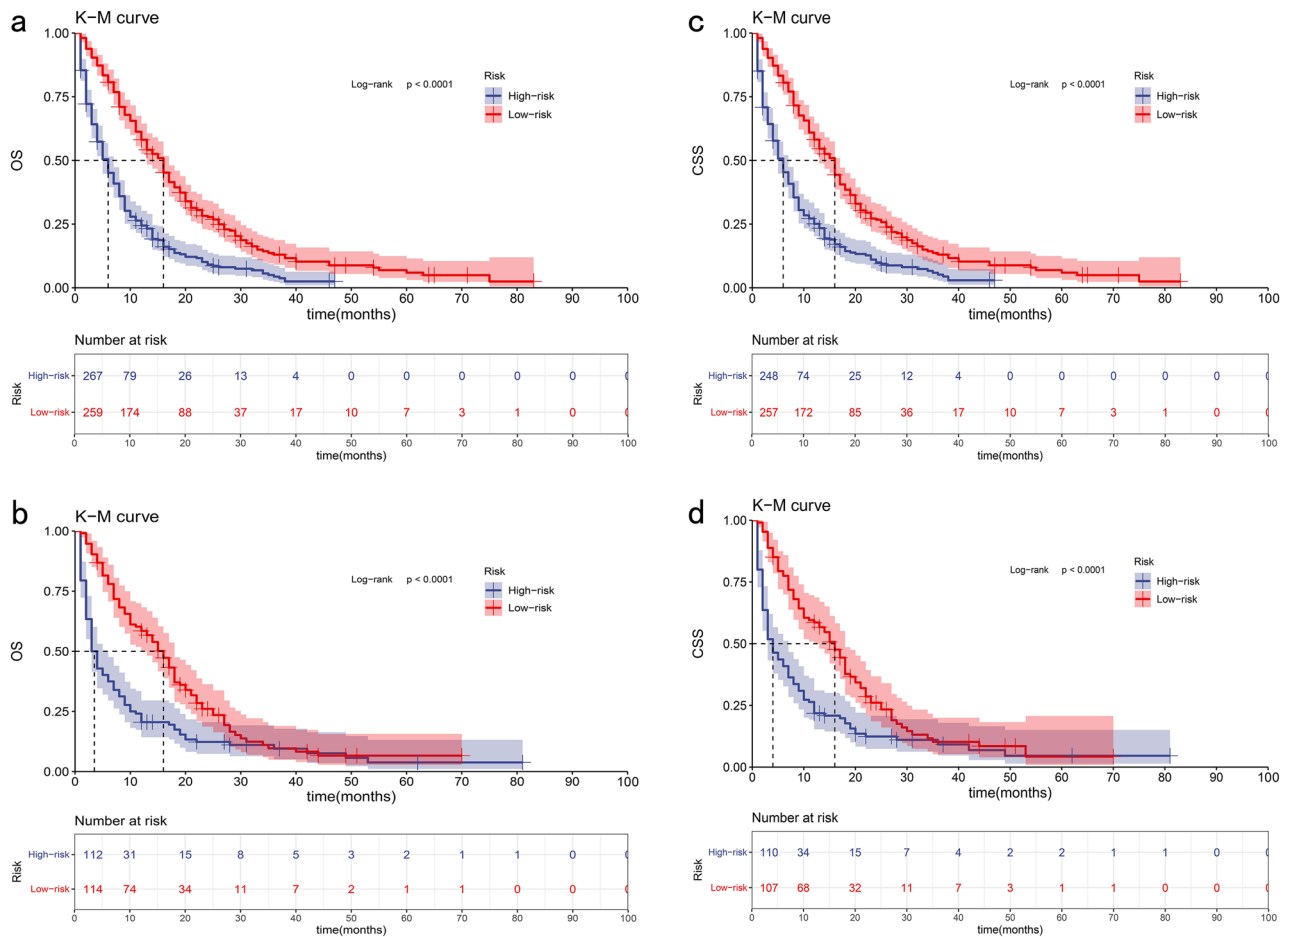 a
K−M curve
1.00
0.75
0.50
0.25
0.00
OS
Log−rank p < 0.0001
Risk
High−risk
Low−risk
0 10 20 30 40 50 60 70 80 90 100
time(months)
Number at risk
Risk
High−risk 267 79 26 13 4 0 0 0 0 0 0
Low−risk 259 174 88 37 17 10 7 3 1 0 0
0 10 20 30 40 50 60 70 80 90 100
time(months)
c
K−M curve
1.00
0.75
0.50
0.25
0.00
CSS
Log−rank p < 0.0001
Risk
High−risk
Low−risk
0 10 20 30 40 50 60 70 80 90 100
time(months)
Number at risk
Risk
High−risk 248 74 25 12 4 0 0 0 0 0 0
Low−risk 257 172 85 36 17 10 7 3 1 0 0
0 10 20 30 40 50 60 70 80 90 100
time(months)
b
K−M curve
1.00
0.75
0.50
0.25
0.00
OS
Log−rank p < 0.0001
Risk
High−risk
Low−risk
0 10 20 30 40 50 60 70 80 90 100
time(months)
Number at risk
Risk
High−risk 112 31 15 8 5 3 2 1 1 0 0
Low−risk 114 74 34 11 7 2 1 1 0 0 0
0 10 20 30 40 50 60 70 80 90 100
time(months)
d
K−M curve
1.00
0.75
0.50
0.25
0.00
CSS
Log−rank p < 0.0001
Risk
High−risk
Low−risk
0 10 20 30 40 50 60 70 80 90 100
time(months)
Number at risk
Risk
High−risk 110 34 15 7 4 2 2 1 1 0 0
Low−risk 107 68 32 11 7 3 1 1 0 0 0
0 10 20 30 40 50 60 70 80 90 100
time(months)